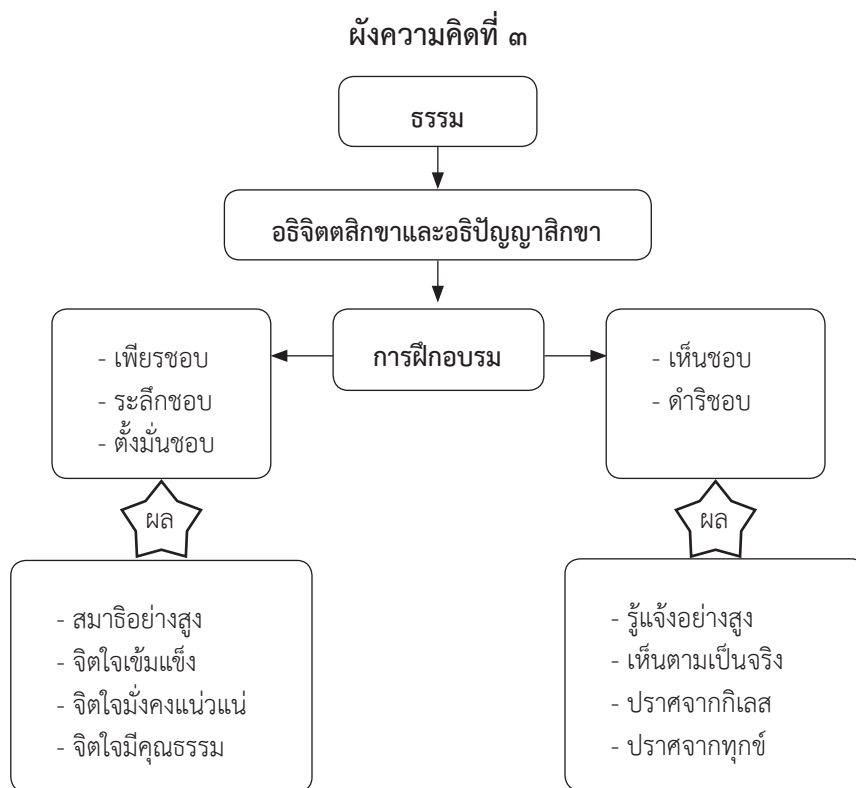 ผังความคิดที่ ๓
ธรรม
อธิจิตตสิกขาและอธิปัญญาสิกขา
การฝึกอบรม
- เพียรชอบ
- ระลึกชอบ
- ตั้งมั่นชอบ
- เห็นชอบ
- ดำริชอบ
ผล
ผล
- สมาธิอย่างสูง
- จิตใจเข้มแข็ง
- จิตใจมั่งคงแน่วแน่
- จิตใจมีคุณธรรม
- รู้แจ้งอย่างสูง
- เห็นตามเป็นจริง
- ปราศจากกิเลส
- ปราศจากทุกข์